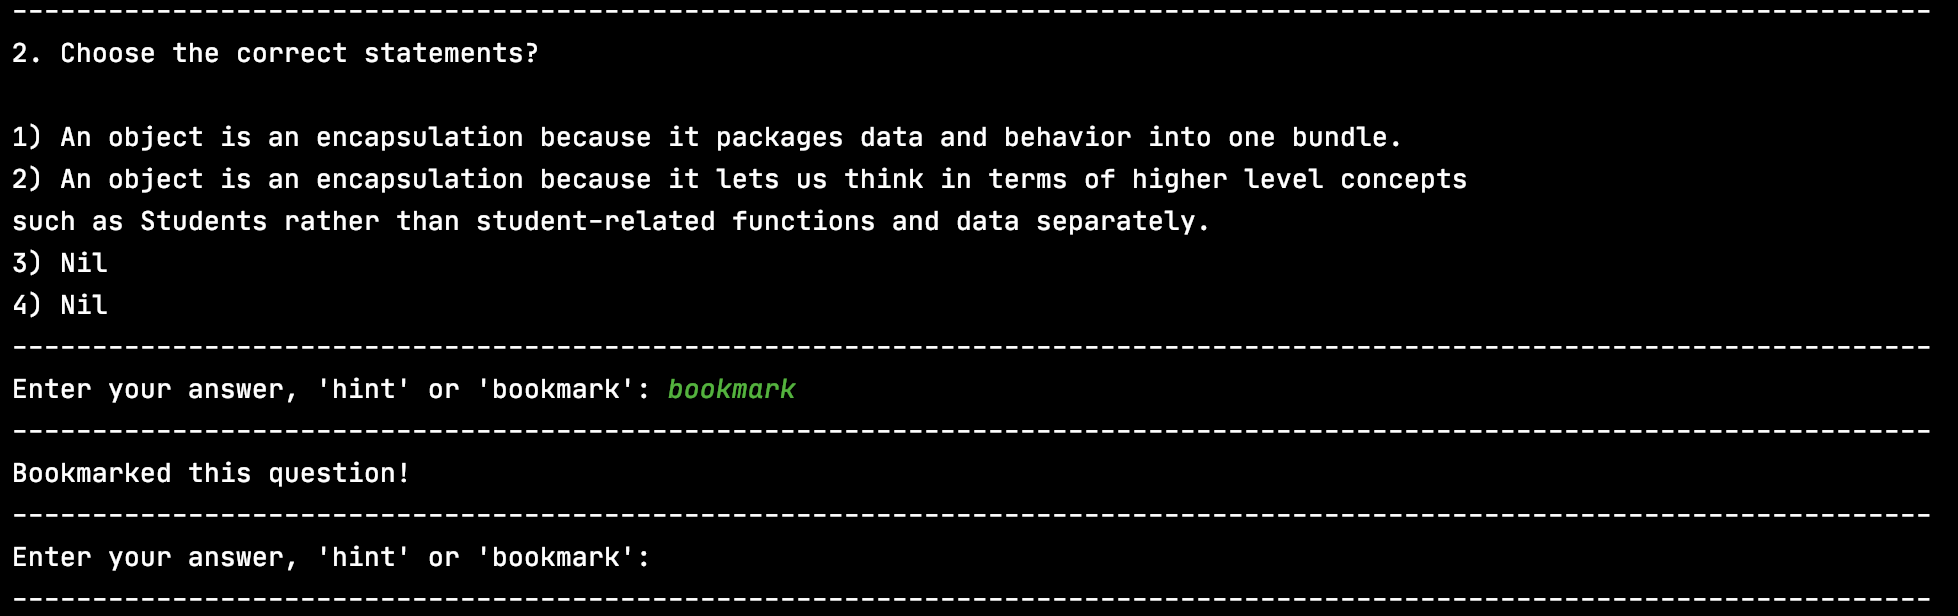 ------------------------------------------------------------------------------------------------------------------------
2. Choose the correct statements?
1) An object is an encapsulation because it packages data and behavior into one bundle.
2) An object is an encapsulation because it lets us think in terms of higher level concepts
such as Students rather than student-related functions and data separately.
3) Nil
4) Nil
------------------------------------------------------------------------------------------------------------------------
Enter your answer, 'hint' or 'bookmark': bookmark
------------------------------------------------------------------------------------------------------------------------
Bookmarked this question!
------------------------------------------------------------------------------------------------------------------------
Enter your answer, 'hint' or 'bookmark':
------------------------------------------------------------------------------------------------------------------------